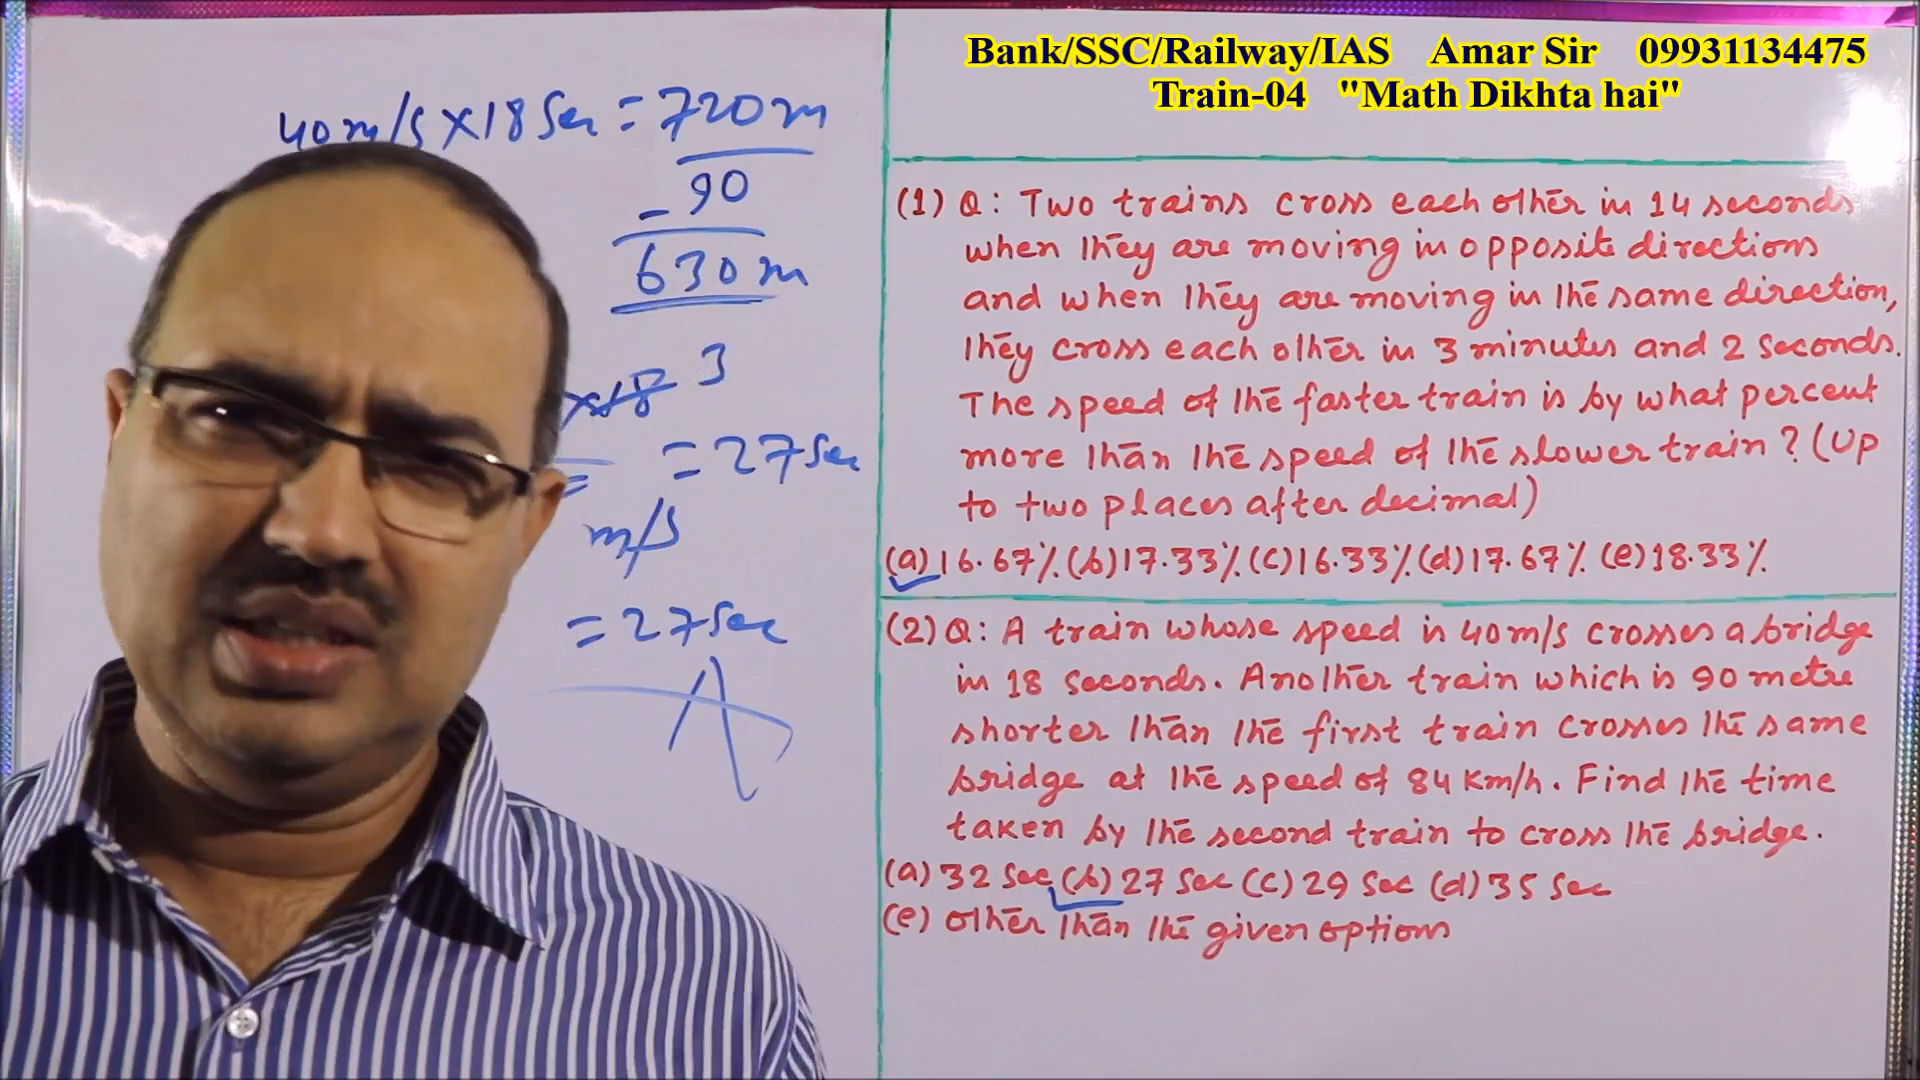 Bank/SSC/Railway/IAS Amar Sir 09931134475
Train-04 "Math Dikhta hai"
40m/s×18Sec=720m
-90
630m
×18 3
=27Sec
m/s
=27Sec
(1) Q: Two trains cross each other in 14 seconds
when they are moving in opposite directions
and when they are moving in the same direction,
they cross each other in 3 minutes and 2 seconds.
The speed of the faster train is by what percent
more than the speed of the slower train? (Up
to two places after decimal)
(a) 16.67% (b) 17.33% (c) 16.33% (d) 17.67% (e) 18.33%
(2) Q: A train whose speed is 40m/s crosses a bridge
in 18 seconds. Another train which is 90 metre
shorter than the first train crosses the same
bridge at the speed of 84 Km/h. Find the time
taken by the second train to cross the bridge.
(a) 32 Sec (b) 27 Sec (c) 29 Sec (d) 35 Sec
(e) other than the given options